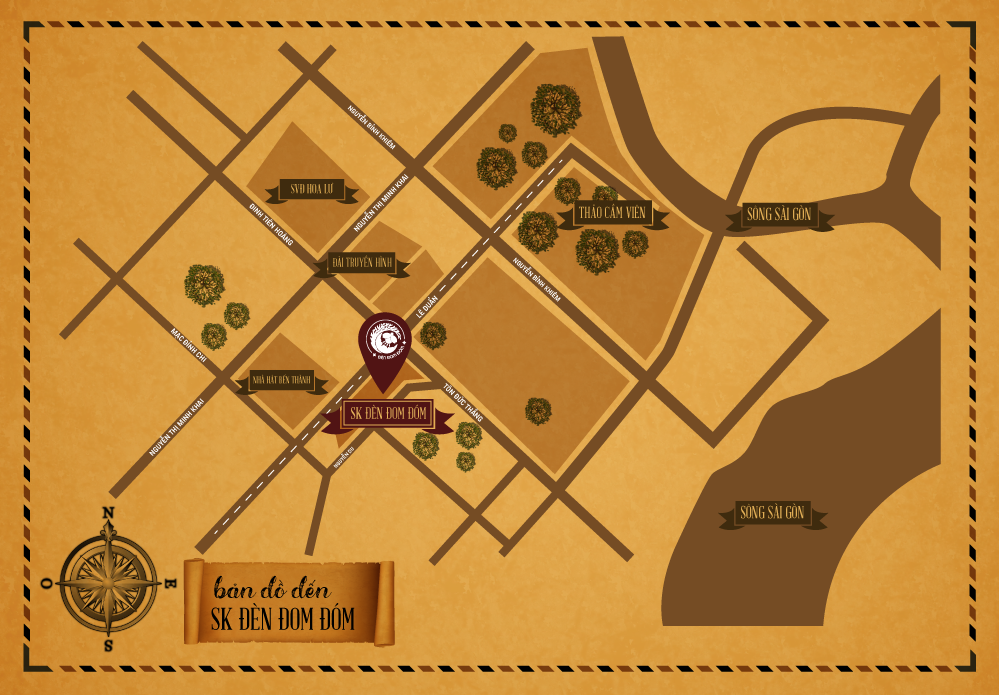 NGUYỄN BỈNH KHIÊM
SVĐ HOA LƯ
NGUYỄN THỊ MINH KHAI
ĐINH TIÊN HOÀNG
THẢO CẦM VIÊN
SÔNG SÀI GÒN
ĐÀI TRUYỀN HÌNH
NGUYỄN BỈNH KHIÊM
LÊ DUẨN
MẠC ĐĨNH CHI
NHÀ HÁT BẾN THÀNH
TÔN ĐỨC THẮNG
SK ĐÈN ĐOM ĐÓM
NGUYỄN THỊ MINH KHAI
NGUYỄN DU
SÔNG SÀI GÒN
N
O
E
S
bản đồ đến
SK ĐÈN ĐOM ĐÓM